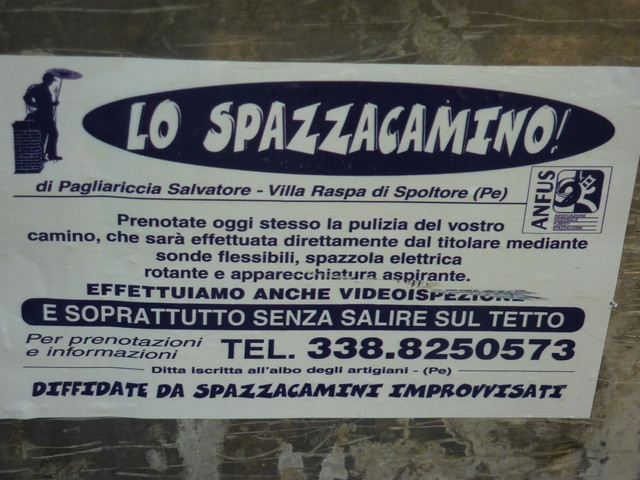 LO SPAZZACAMINO!
di Pagliariccia Salvatore - Villa Raspa di Spoltore (Pe)
ANFUS
Prenotate oggi stesso la pulizia del vostro
camino, che sarà effettuata direttamente dal titolare mediante
sonde flessibili, spazzola elettrica
rotante e apparecchiatura aspirante.
EFFETTUIAMO ANCHE VIDEOISPEZIONE
E SOPRATTUTTO SENZA SALIRE SUL TETTO
Per prenotazioni
e informazioni
TEL. 338.8250573
Ditta iscritta all'albo degli artigiani - (Pe)
DIFFIDATE DA SPAZZACAMINI IMPROVVISATI